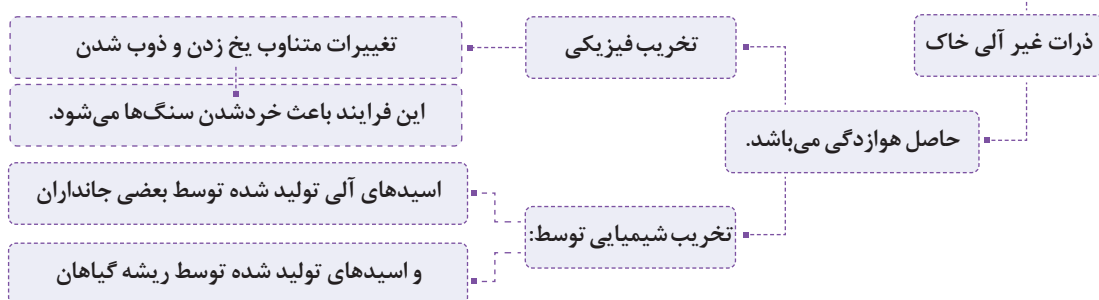 ذرات غیر آلی خاک
حاصل هوازدگی می‌باشد.
تخریب فیزیکی
تغییرات متناوب یخ زدن و ذوب شدن
این فرایند باعث خردشدن سنگ‌ها می‌شود.
تخریب شیمیایی توسط:
اسیدهای آلی تولید شده توسط بعضی جانداران
و اسیدهای تولید شده توسط ریشه گیاهان